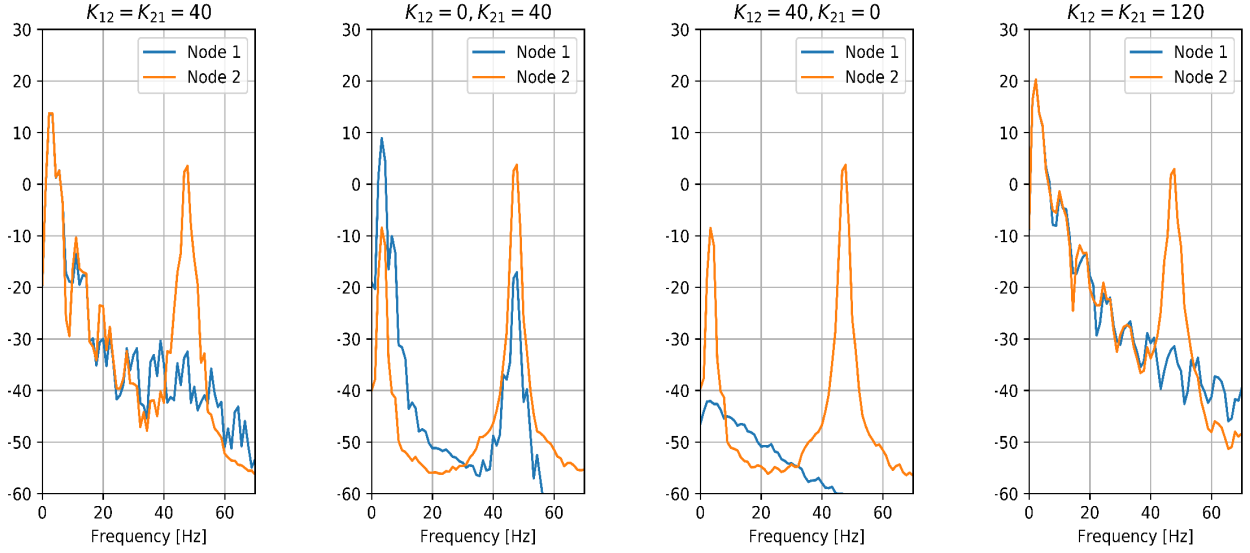 K₁₂ = K₂₁ = 40
30
20
10
0
-10
-20
-30
-40
-50
-60
0 20 40 60
Frequency [Hz]
Node 1
Node 2
K₁₂ = 0, K₂₁ = 40
30
20
10
0
-10
-20
-30
-40
-50
-60
0 20 40 60
Frequency [Hz]
Node 1
Node 2
K₁₂ = 40, K₂₁ = 0
30
20
10
0
-10
-20
-30
-40
-50
-60
0 20 40 60
Frequency [Hz]
Node 1
Node 2
K₁₂ = K₂₁ = 120
30
20
10
0
-10
-20
-30
-40
-50
-60
0 20 40 60
Frequency [Hz]
Node 1
Node 2